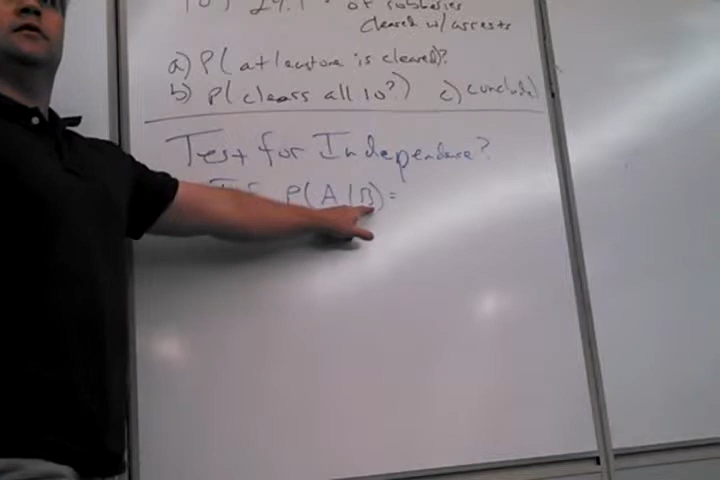 of robberies
cleared w/ arrests
a) P(at least one is cleared)?
b) P(clears all 10?) c) conclude!
Test for Independence?
P(A|B)=